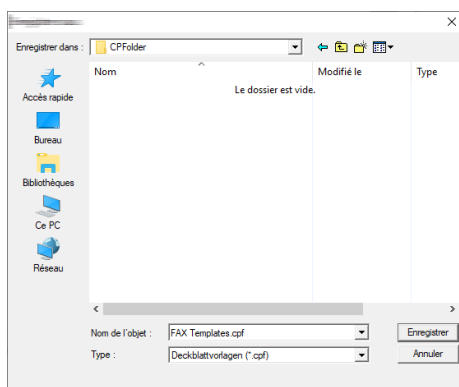 Enregistrer dans : CPFolder
Nom Modifié le Type
Le dossier est vide.
Accès rapide
Bureau
Bibliothèques
Ce PC
Réseau
Nom de l'objet : FAX Templates.cpf Enregistrer
Type : Deckblattvorlagen (*.cpf) Annuler